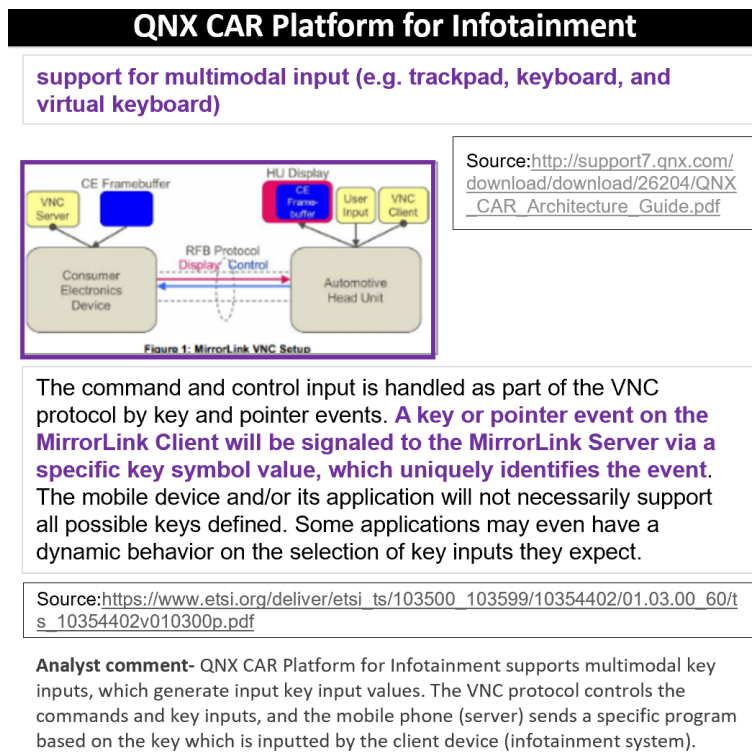 QNX CAR Platform for Infotainment
support for multimodal input (e.g. trackpad, keyboard, and
virtual keyboard)
Source:http://support7.qnx.com/
download/download/26204/QNX
_CAR_Architecture_Guide.pdf
CE Framebuffer
VNC
Server
HU Display
CE
Frame-
buffer
User
Input
VNC
Client
RFB Protocol
Display Control
Consumer
Electronics
Device
Automotive
Head Unit
Figure 1: MirrorLink VNC Setup
The command and control input is handled as part of the VNC
protocol by key and pointer events. A key or pointer event on the
MirrorLink Client will be signaled to the MirrorLink Server via a
specific key symbol value, which uniquely identifies the event.
The mobile device and/or its application will not necessarily support
all possible keys defined. Some applications may even have a
dynamic behavior on the selection of key inputs they expect.
Source:https://www.etsi.org/deliver/etsi_ts/103500_103599/10354402/01.03.00_60/t
s_10354402v010300p.pdf
Analyst comment- QNX CAR Platform for Infotainment supports multimodal key
inputs, which generate input key input values. The VNC protocol controls the
commands and key inputs, and the mobile phone (server) sends a specific program
based on the key which is inputted by the client device (infotainment system).